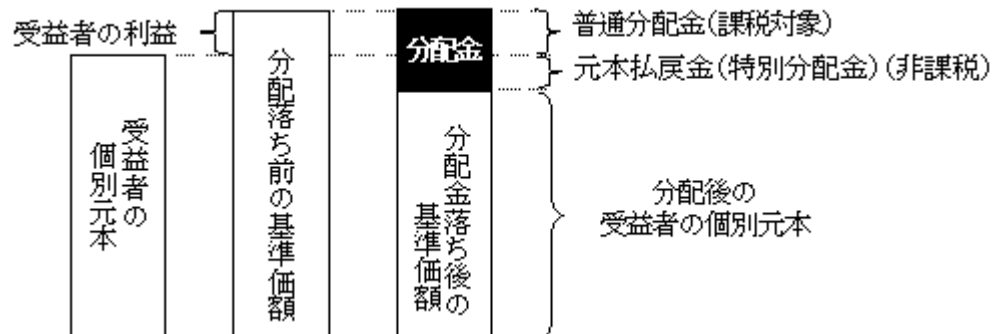 受益者の利益
受益者の
個別元本
分配落ち前の基準価額
分配金
分配金落ち後の
基準価額
普通分配金(課税対象)
元本払戻金(特別分配金)(非課税)
分配後の
受益者の個別元本